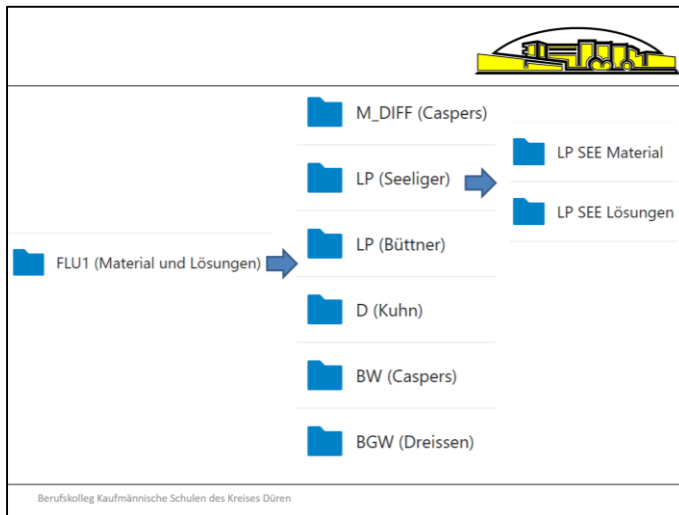 FLU1 (Material und Lösungen)
M_DIFF (Caspers)
LP (Seeliger)
LP (Büttner)
D (Kuhn)
BW (Caspers)
BGW (Dreissen)
LP SEE Material
LP SEE Lösungen
Berufskolleg Kaufmännische Schulen des Kreises Düren